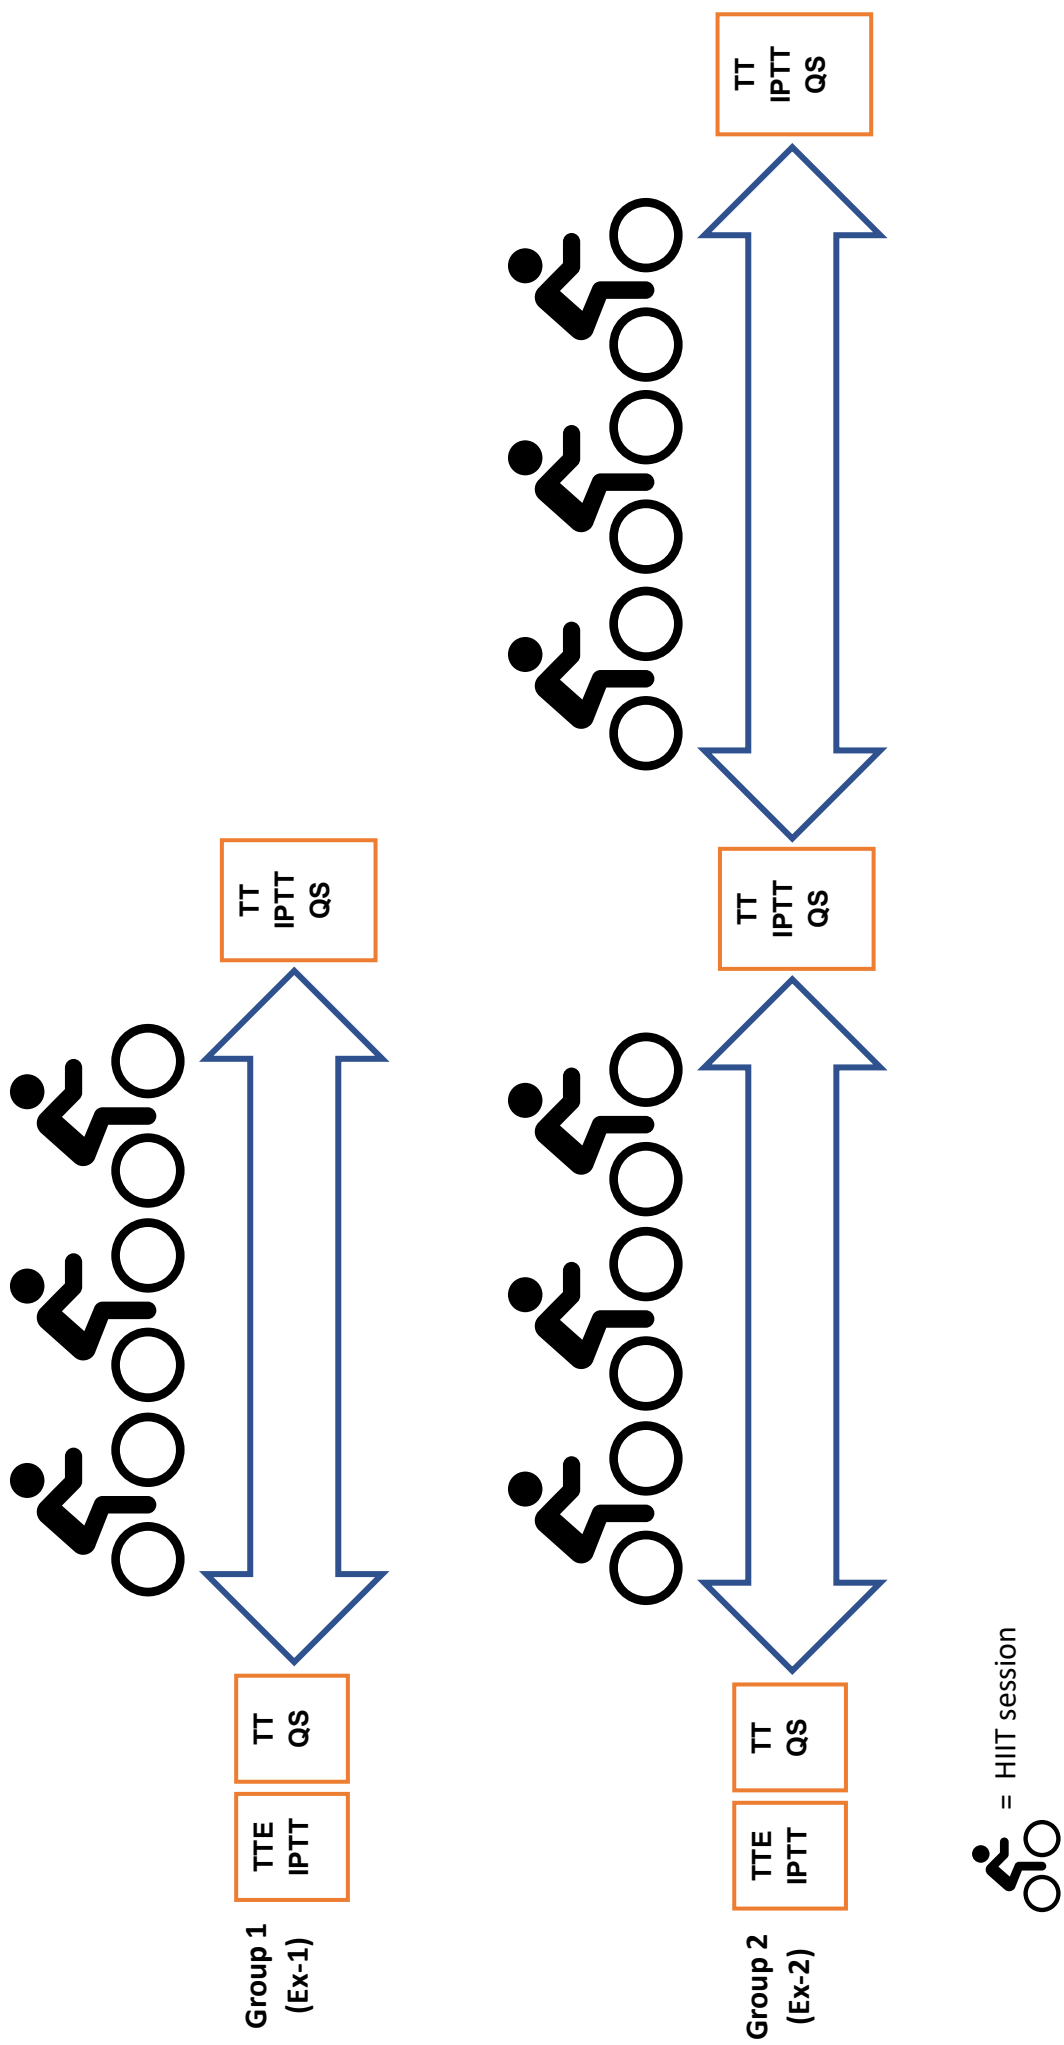 Group 1
(Ex-1)
TTE
IPTT
TT
QS
TT
IPTT
QS
Group 2
(Ex-2)
TTE
IPTT
TT
QS
TT
IPTT
QS
TT
IPTT
QS
= HIIT session